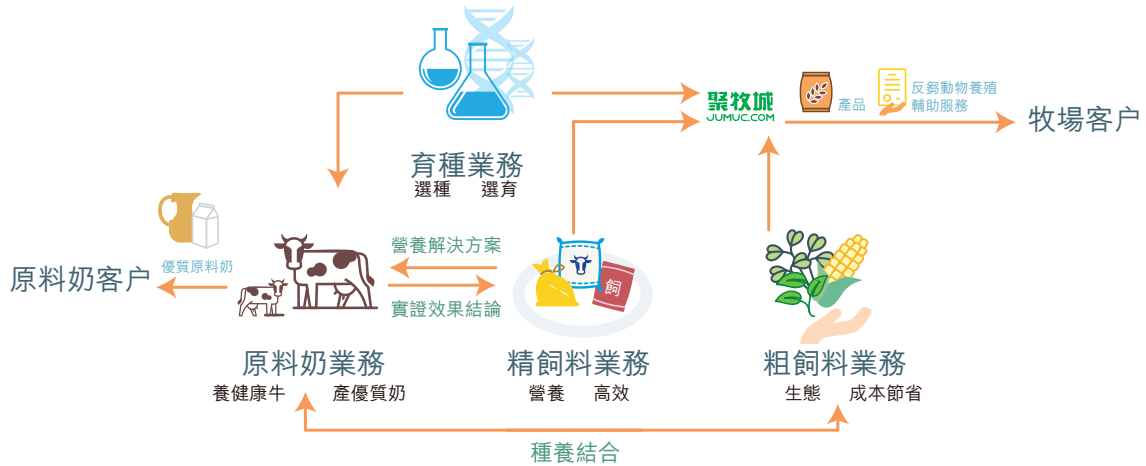 聚牧城
JUMUC.COM
產品
反芻動物養殖
輔助服務
牧場客户
育種業務
選種 選育
優質原料奶
原料奶客户
營養解決方案
實證效果結論
飼
原料奶業務
養健康牛 產優質奶
精飼料業務
營養 高效
粗飼料業務
生態 成本節省
種養結合